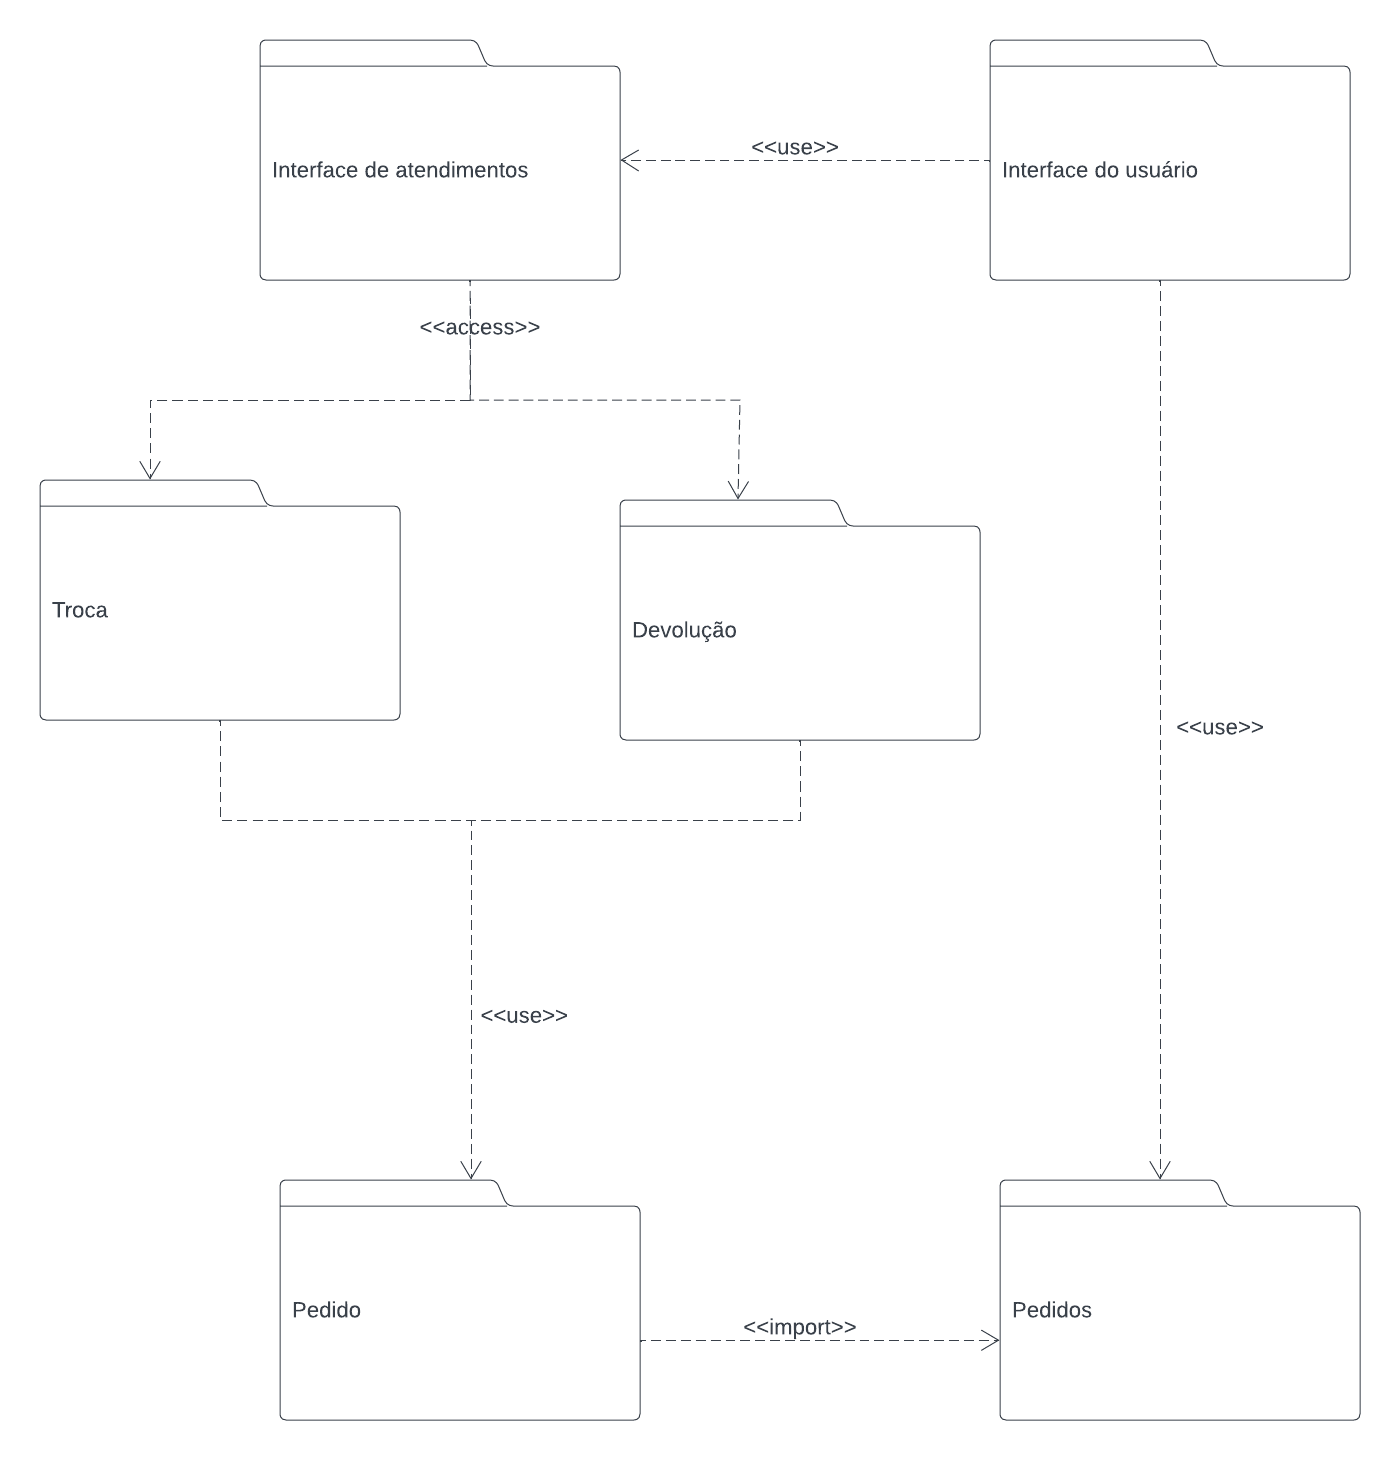 <<use>>
Interface de atendimentos
Interface do usuário
<<access>>
Troca
Devolução
<<use>>
<<use>>
Pedido
Pedidos
<<import>>